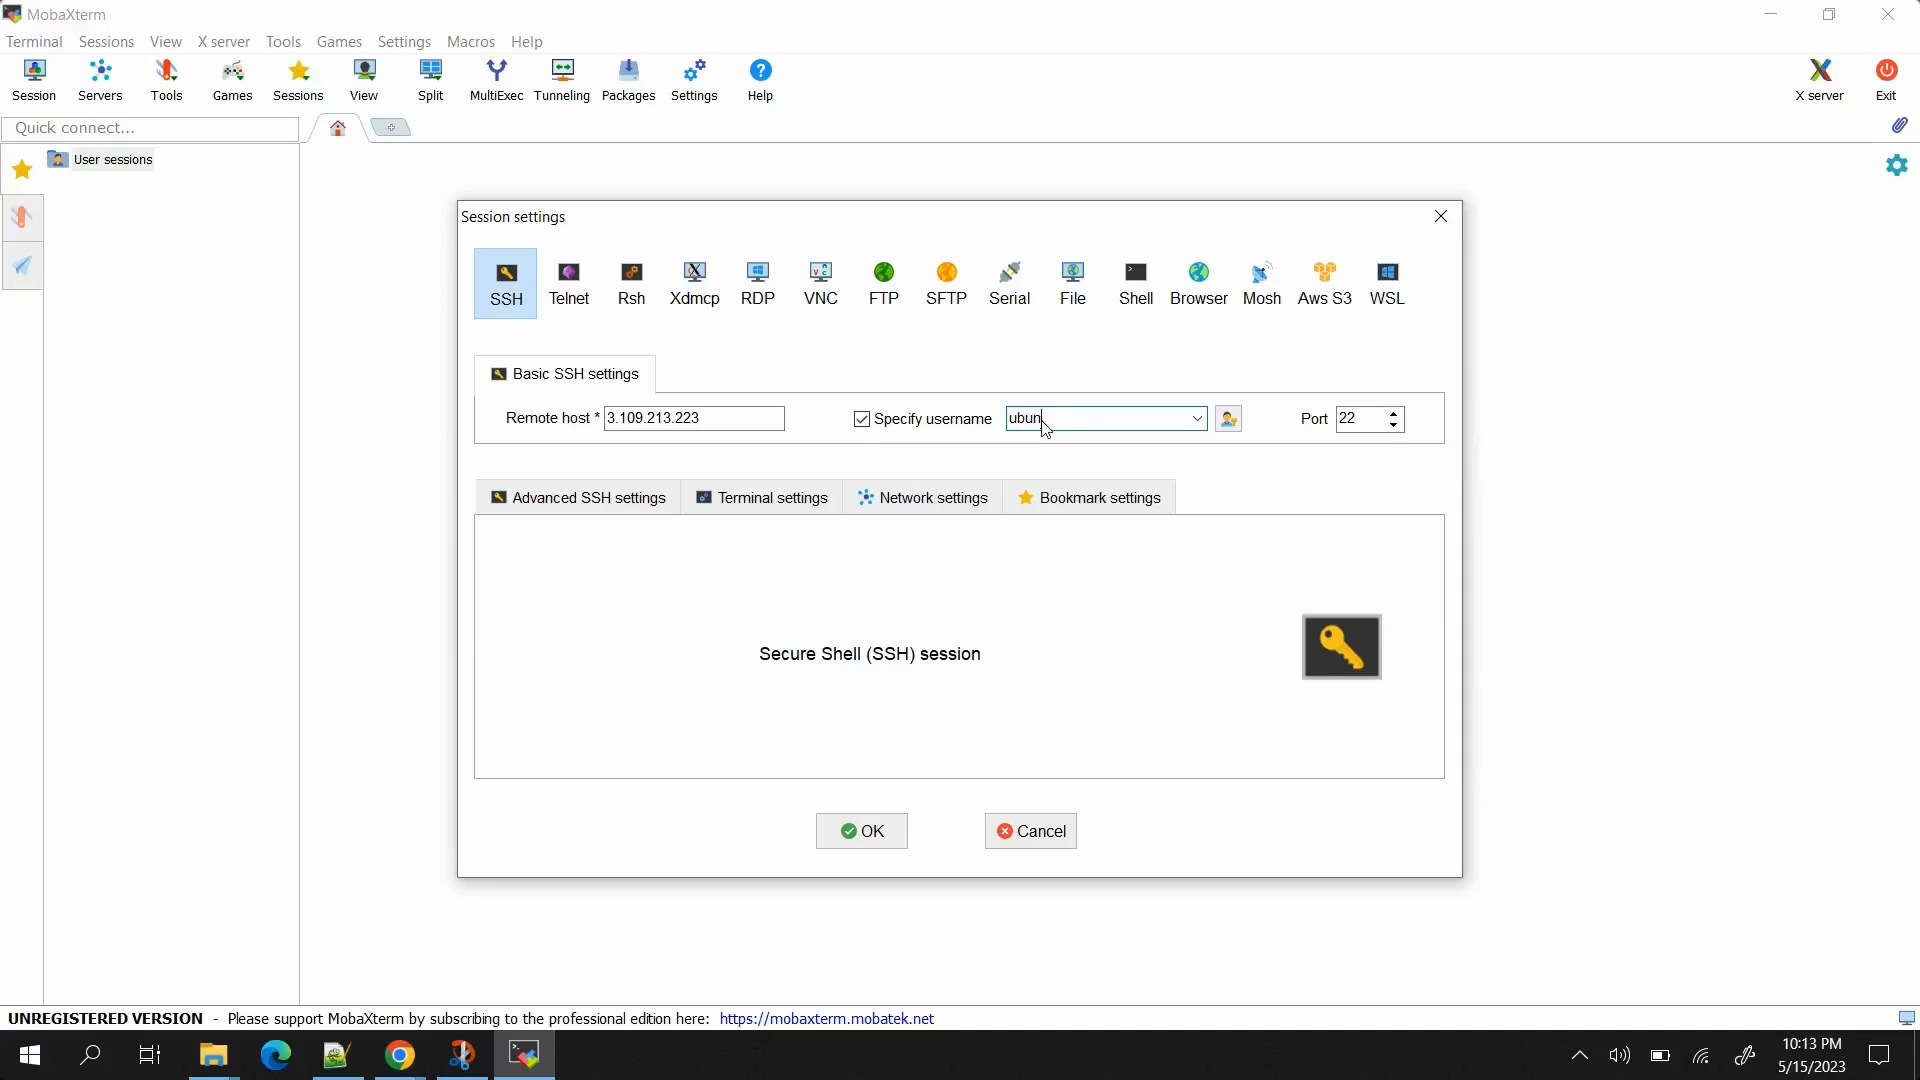 MobaXterm
Terminal Sessions View X server Tools Games Settings Macros Help
Session Servers Tools Games Sessions View Split MultiExec Tunneling Packages Settings Help X server Exit
Quick connect...
User sessions
Session settings
SSH Telnet Rsh Xdmcp RDP VNC FTP SFTP Serial File Shell Browser Mosh Aws S3 WSL
Basic SSH settings
Remote host * 3.109.213.223 Specify username ubun Port 22
Advanced SSH settings Terminal settings Network settings Bookmark settings
Secure Shell (SSH) session
OK Cancel
UNREGISTERED VERSION - Please support MobaXterm by subscribing to the professional edition here: https://mobaxterm.mobatek.net
10:13 PM
5/15/2023